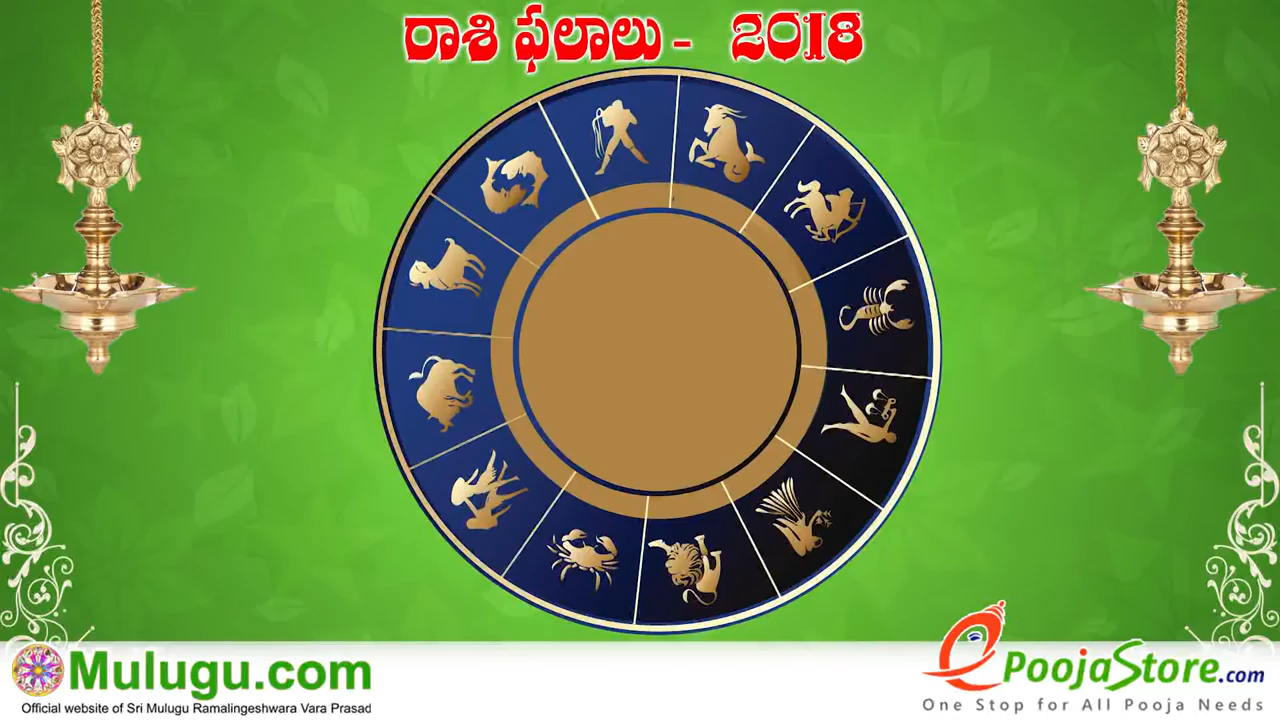 రాశి ఫలాలు - 2018
Mulugu.com
Official website of Sri Mulugu Ramalingeshwara Vara Prasad
ePoojaStore.com
One Stop for All Pooja Needs